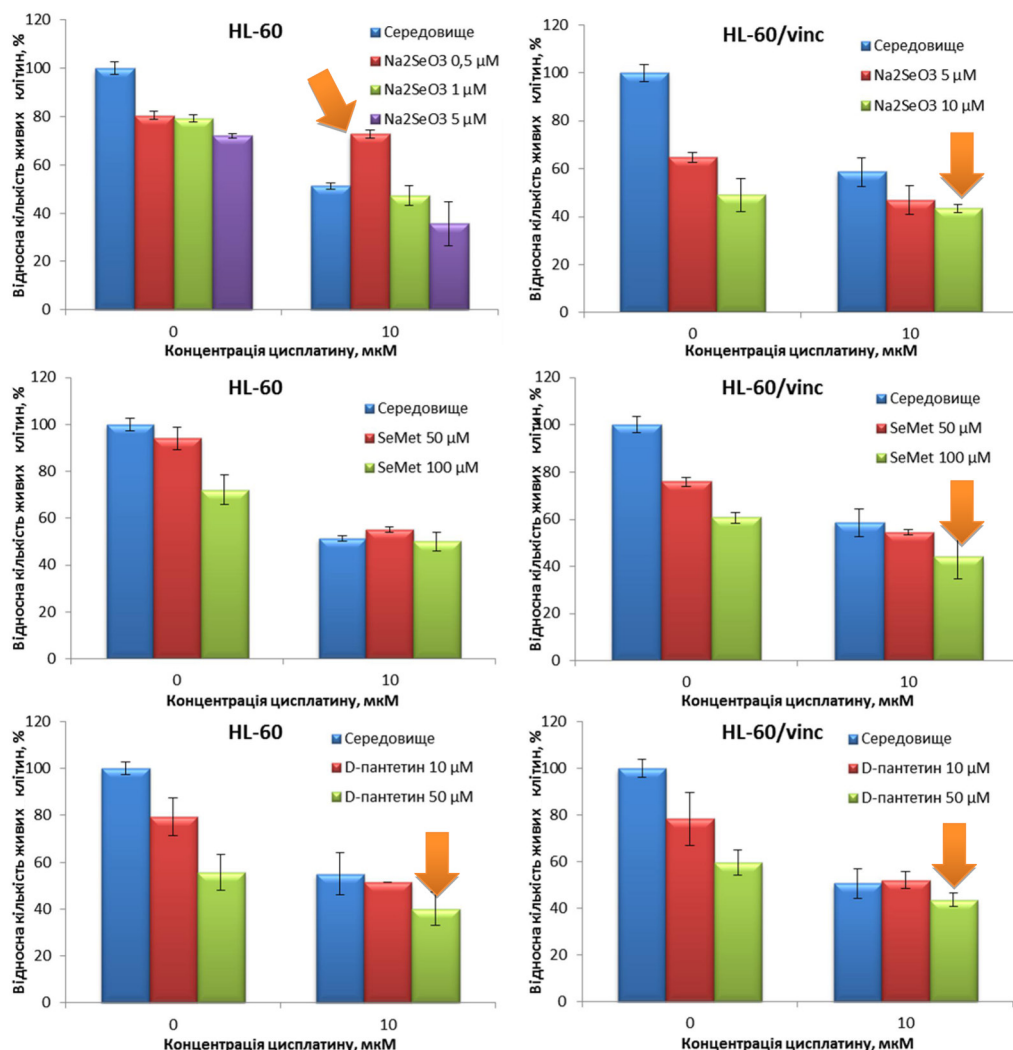 HL-60
Відносна кількість живих клітин, %
120
100
80
60
40
20
0
Середовище
Na2SeO3 0,5 µM
Na2SeO3 1 µM
Na2SeO3 5 µM
0
10
Концентрація цисплатину, мкМ
HL-60/vinc
Відносна кількість живих клітин, %
120
100
80
60
40
20
0
Середовище
Na2SeO3 5 µM
Na2SeO3 10 µM
0
10
Концентрація цисплатину, мкМ
HL-60
Відносна кількість живих клітин, %
120
100
80
60
40
20
0
Середовище
SeMet 50 µM
SeMet 100 µM
0
10
Концентрація цисплатину, мкМ
HL-60/vinc
Відносна кількість живих клітин, %
120
100
80
60
40
20
0
Середовище
SeMet 50 µM
SeMet 100 µM
0
10
Концентрація цисплатину, мкМ
HL-60
Відносна кількість живих клітин, %
120
100
80
60
40
20
0
Середовище
D-пантетин 10 µM
D-пантетин 50 µM
0
10
Концентрація цисплатину, мкМ
HL-60/vinc
Відносна кількість живих клітин, %
120
100
80
60
40
20
0
Середовище
D-пантетин 10 µM
D-пантетин 50 µM
0
10
Концентрація цисплатину, мкМ